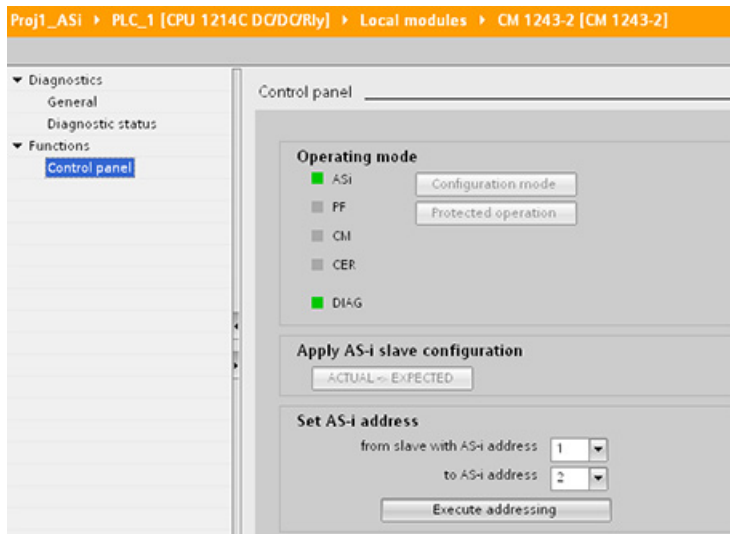 Proj1_ASi ▸ PLC_1 [CPU 1214C DC/DC/Rly] ▸ Local modules ▸ CM 1243-2 [CM 1243-2]
Diagnostics
General
Diagnostic status
Functions
Control panel
Control panel
Operating mode
ASi
Configuration mode
PF
Protected operation
CM
CER
DIAG
Apply AS-i slave configuration
ACTUAL -> EXPECTED
Set AS-i address
from slave with AS-i address 1
to AS-i address 2
Execute addressing